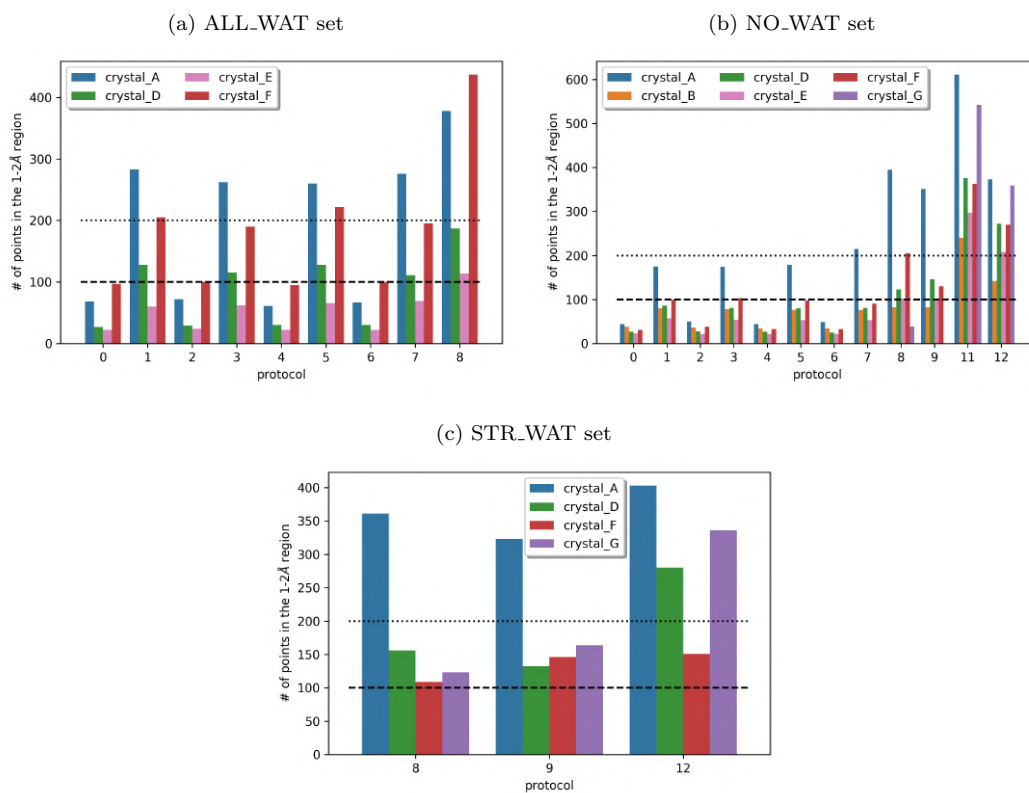 (a) ALL_WAT set
crystal_A
crystal_D
crystal_E
crystal_F
# of points in the 1-2Å region
400
300
200
100
0
0 1 2 3 4 5 6 7 8
protocol
(b) NO_WAT set
crystal_A
crystal_B
crystal_D
crystal_E
crystal_F
crystal_G
# of points in the 1-2Å region
600
500
400
300
200
100
0
0 1 2 3 4 5 6 7 8 9 11 12
protocol
(c) STR_WAT set
crystal_A
crystal_D
crystal_F
crystal_G
# of points in the 1-2Å region
400
350
300
250
200
150
100
50
0
8 9 12
protocol